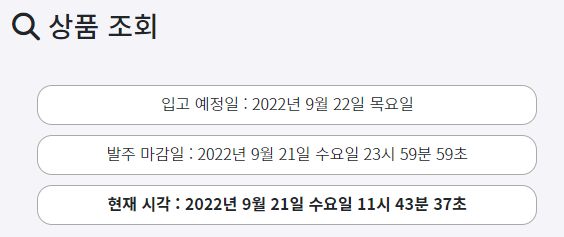 상품 조회
입고 예정일 : 2022년 9월 22일 목요일
발주 마감일 : 2022년 9월 21일 수요일 23시 59분 59초
현재 시각 : 2022년 9월 21일 수요일 11시 43분 37초